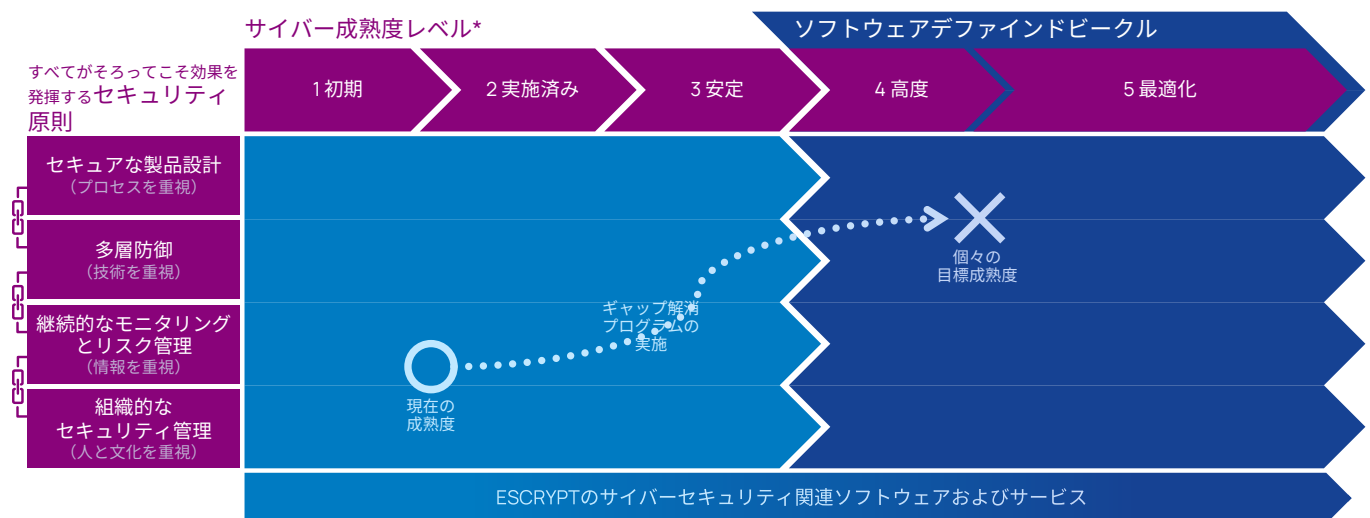 サイバー成熟度レベル*
ソフトウェアデファインドビークル
すべてがそろってこそ効果を
発揮するセキュリティ
原則
1 初期
2 実施済み
3 安定
4 高度
5 最適化
セキュアな製品設計
（プロセスを重視）
多層防御
（技術を重視）
継続的なモニタリング
とリスク管理
（情報を重視）
組織的な
セキュリティ管理
（人と文化を重視）
現在の
成熟度
ギャップ解消
プログラムの
実施
個々の
目標成熟度
ESCRYPTのサイバーセキュリティ関連ソフトウェアおよびサービス